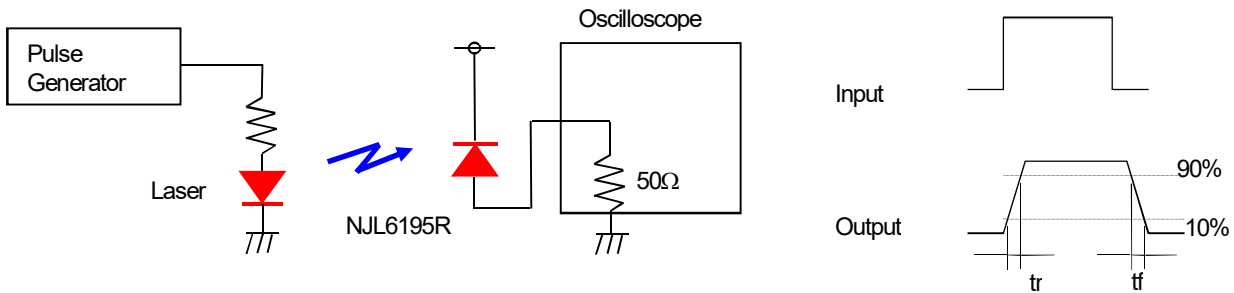 Oscilloscope
Pulse
Generator
Laser
NJL6195R
50Ω
Input
Output
90%
10%
tr
tf